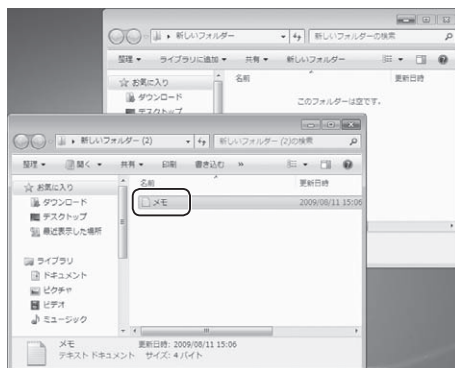 新しいフォルダー
新しいフォルダーの検索
整理 ライブラリに追加 共有 新しいフォルダー
お気に入り
ダウンロード
デスクトップ
名前
更新日時
このフォルダーは空です。
新しいフォルダー (2)
新しいフォルダー (2)の検索
整理 開く 共有 印刷 書き込む »
お気に入り
ダウンロード
デスクトップ
最近表示した場所
ライブラリ
ドキュメント
ピクチャ
ビデオ
ミュージック
名前
更新日時
メモ
2009/08/11 15:06
メモ
更新日時: 2009/08/11 15:06
テキスト ドキュメント サイズ: 4 バイト